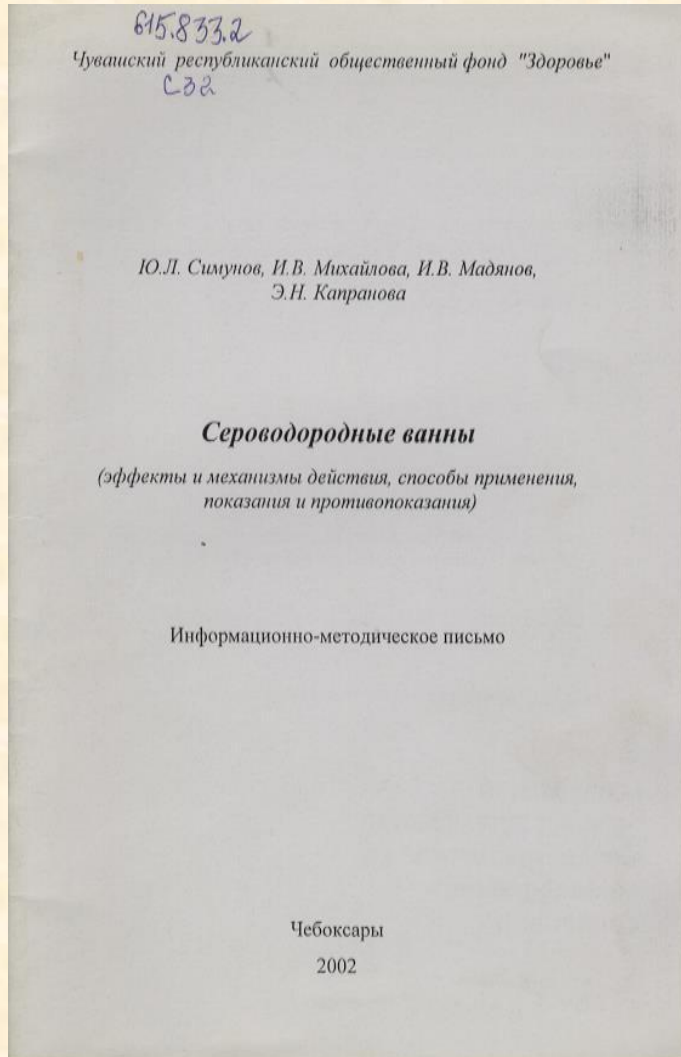 615.833.2
Чувашский республиканский общественный фонд "Здоровье"
С32
Ю.Л. Симунов, И.В. Михайлова, И.В. Мадянов,
Э.Н. Капранова
Сероводородные ванны
(эффекты и механизмы действия, способы применения,
показания и противопоказания)
Информационно-методическое письмо
Чебоксары
2002